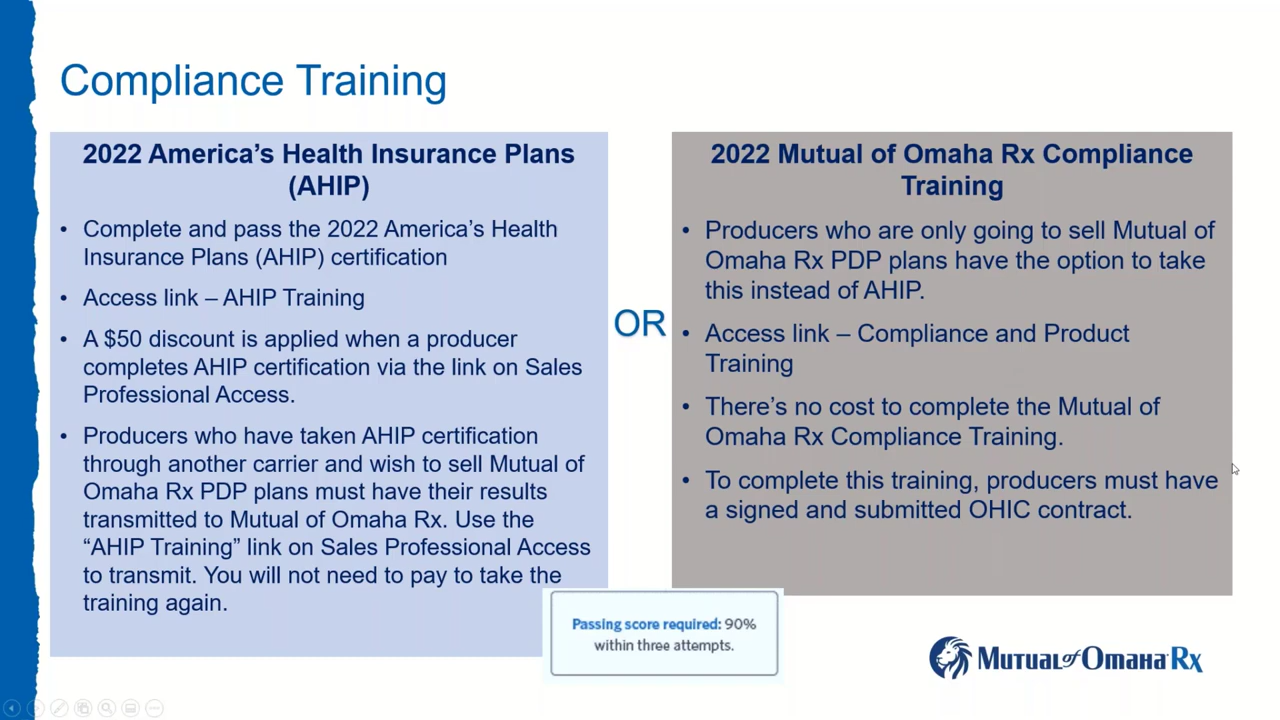 Compliance Training
2022 America’s Health Insurance Plans
(AHIP)
• Complete and pass the 2022 America’s Health
Insurance Plans (AHIP) certification
• Access link – AHIP Training
• A $50 discount is applied when a producer
completes AHIP certification via the link on Sales
Professional Access.
• Producers who have taken AHIP certification
through another carrier and wish to sell Mutual of
Omaha Rx PDP plans must have their results
transmitted to Mutual of Omaha Rx. Use the
“AHIP Training” link on Sales Professional Access
to transmit. You will not need to pay to take the
training again.
OR
2022 Mutual of Omaha Rx Compliance
Training
• Producers who are only going to sell Mutual of
Omaha Rx PDP plans have the option to take
this instead of AHIP.
• Access link – Compliance and Product
Training
• There’s no cost to complete the Mutual of
Omaha Rx Compliance Training.
• To complete this training, producers must have
a signed and submitted OHIC contract.
Passing score required: 90%
within three attempts.
Mutual of Omaha Rx